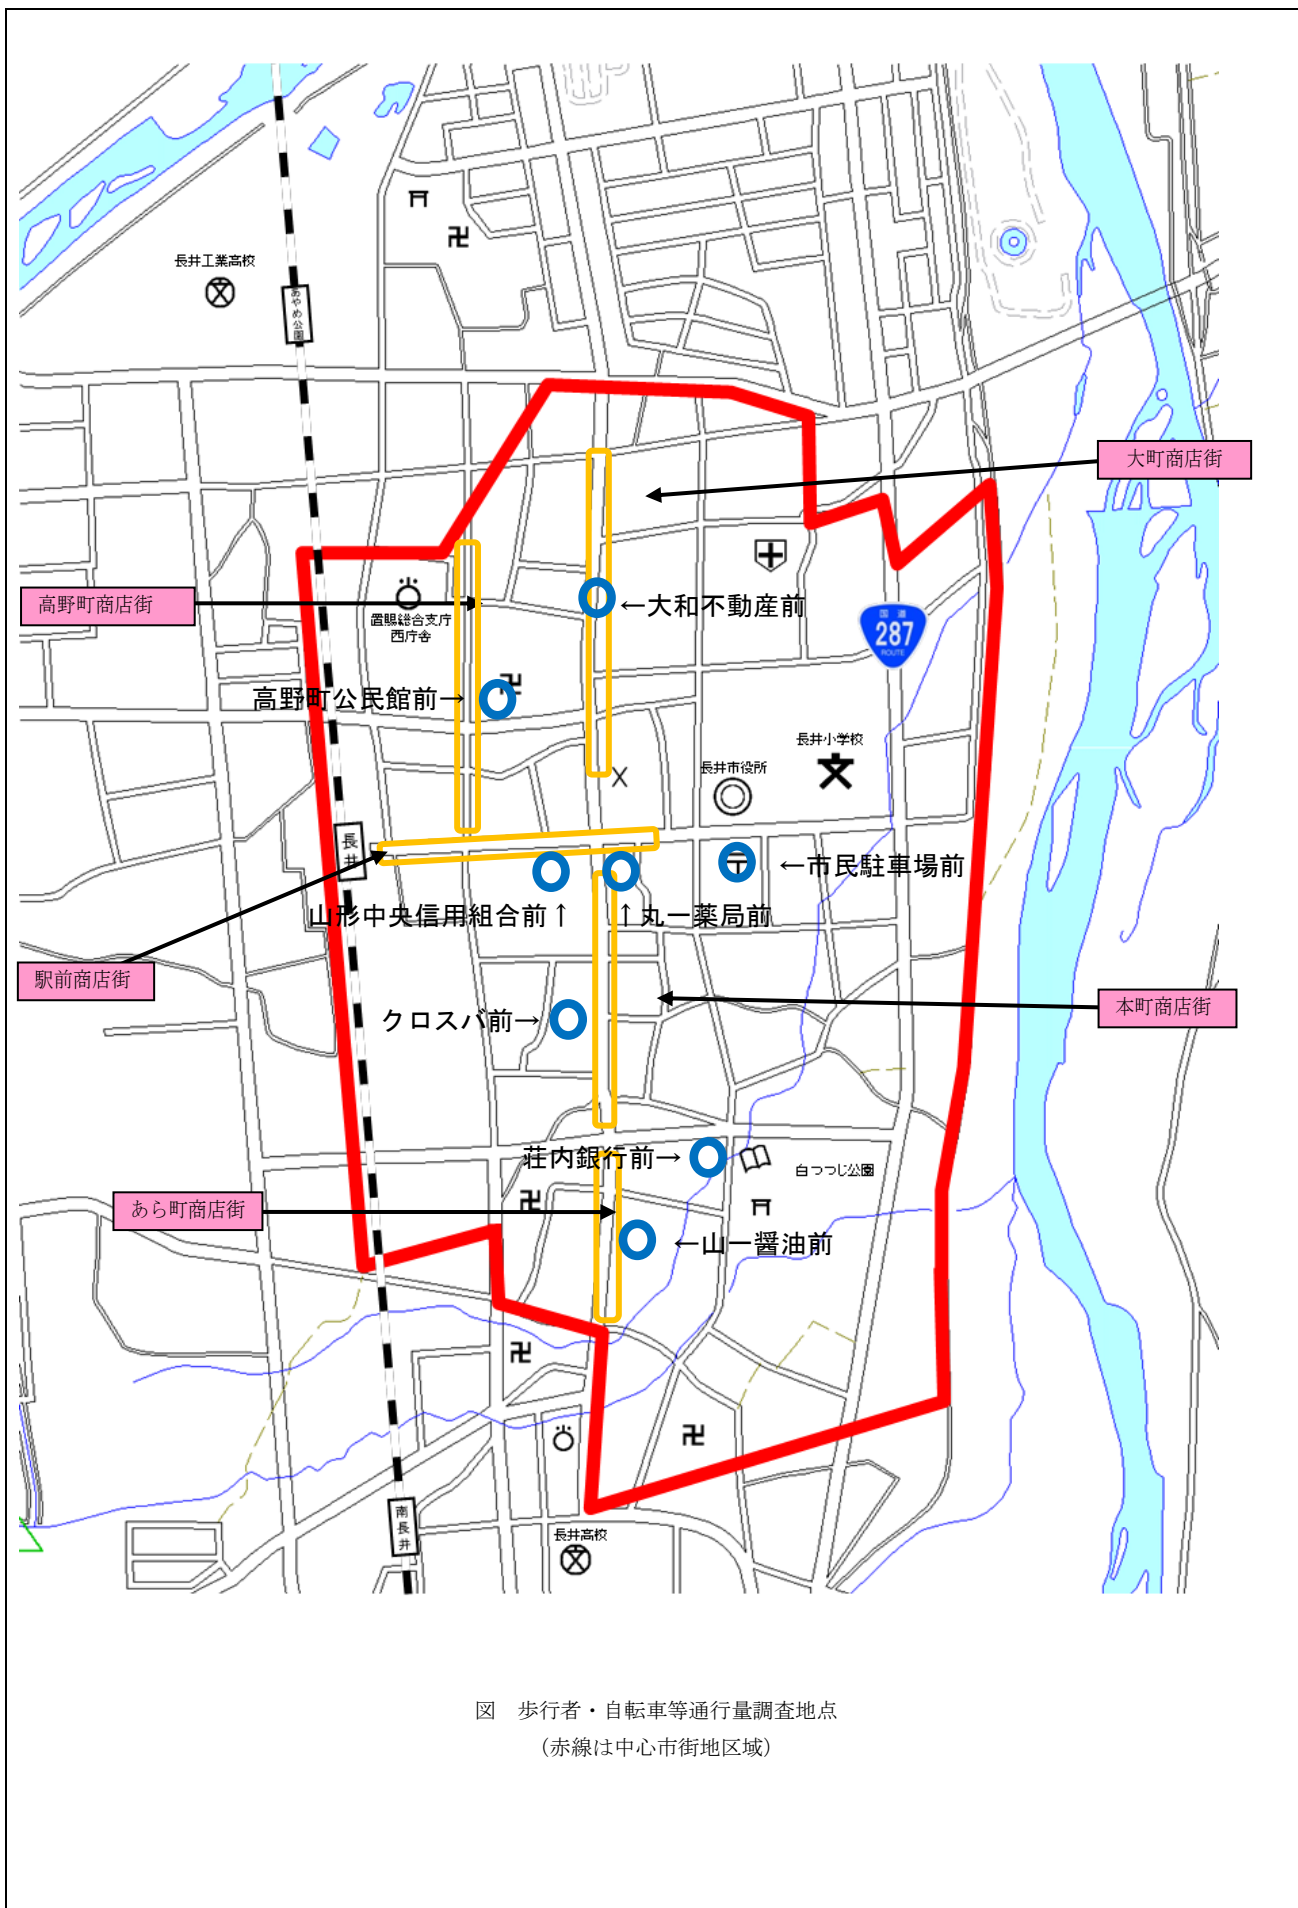 長井工業高校
あやめ公園
大町商店街
高野町商店街
置賜総合支庁
西庁舎
←大和不動産前
国道
287
ROUTE
高野町公民館前→
長井小学校
長井市役所
長井
←市民駐車場前
山形中央信用組合前↑
↑丸一薬局前
駅前商店街
本町商店街
クロスバ前→
荘内銀行前→
白つつじ公園
あら町商店街
←山一醤油前
南長井
長井高校
図　歩行者・自転車等通行量調査地点
（赤線は中心市街地区域）